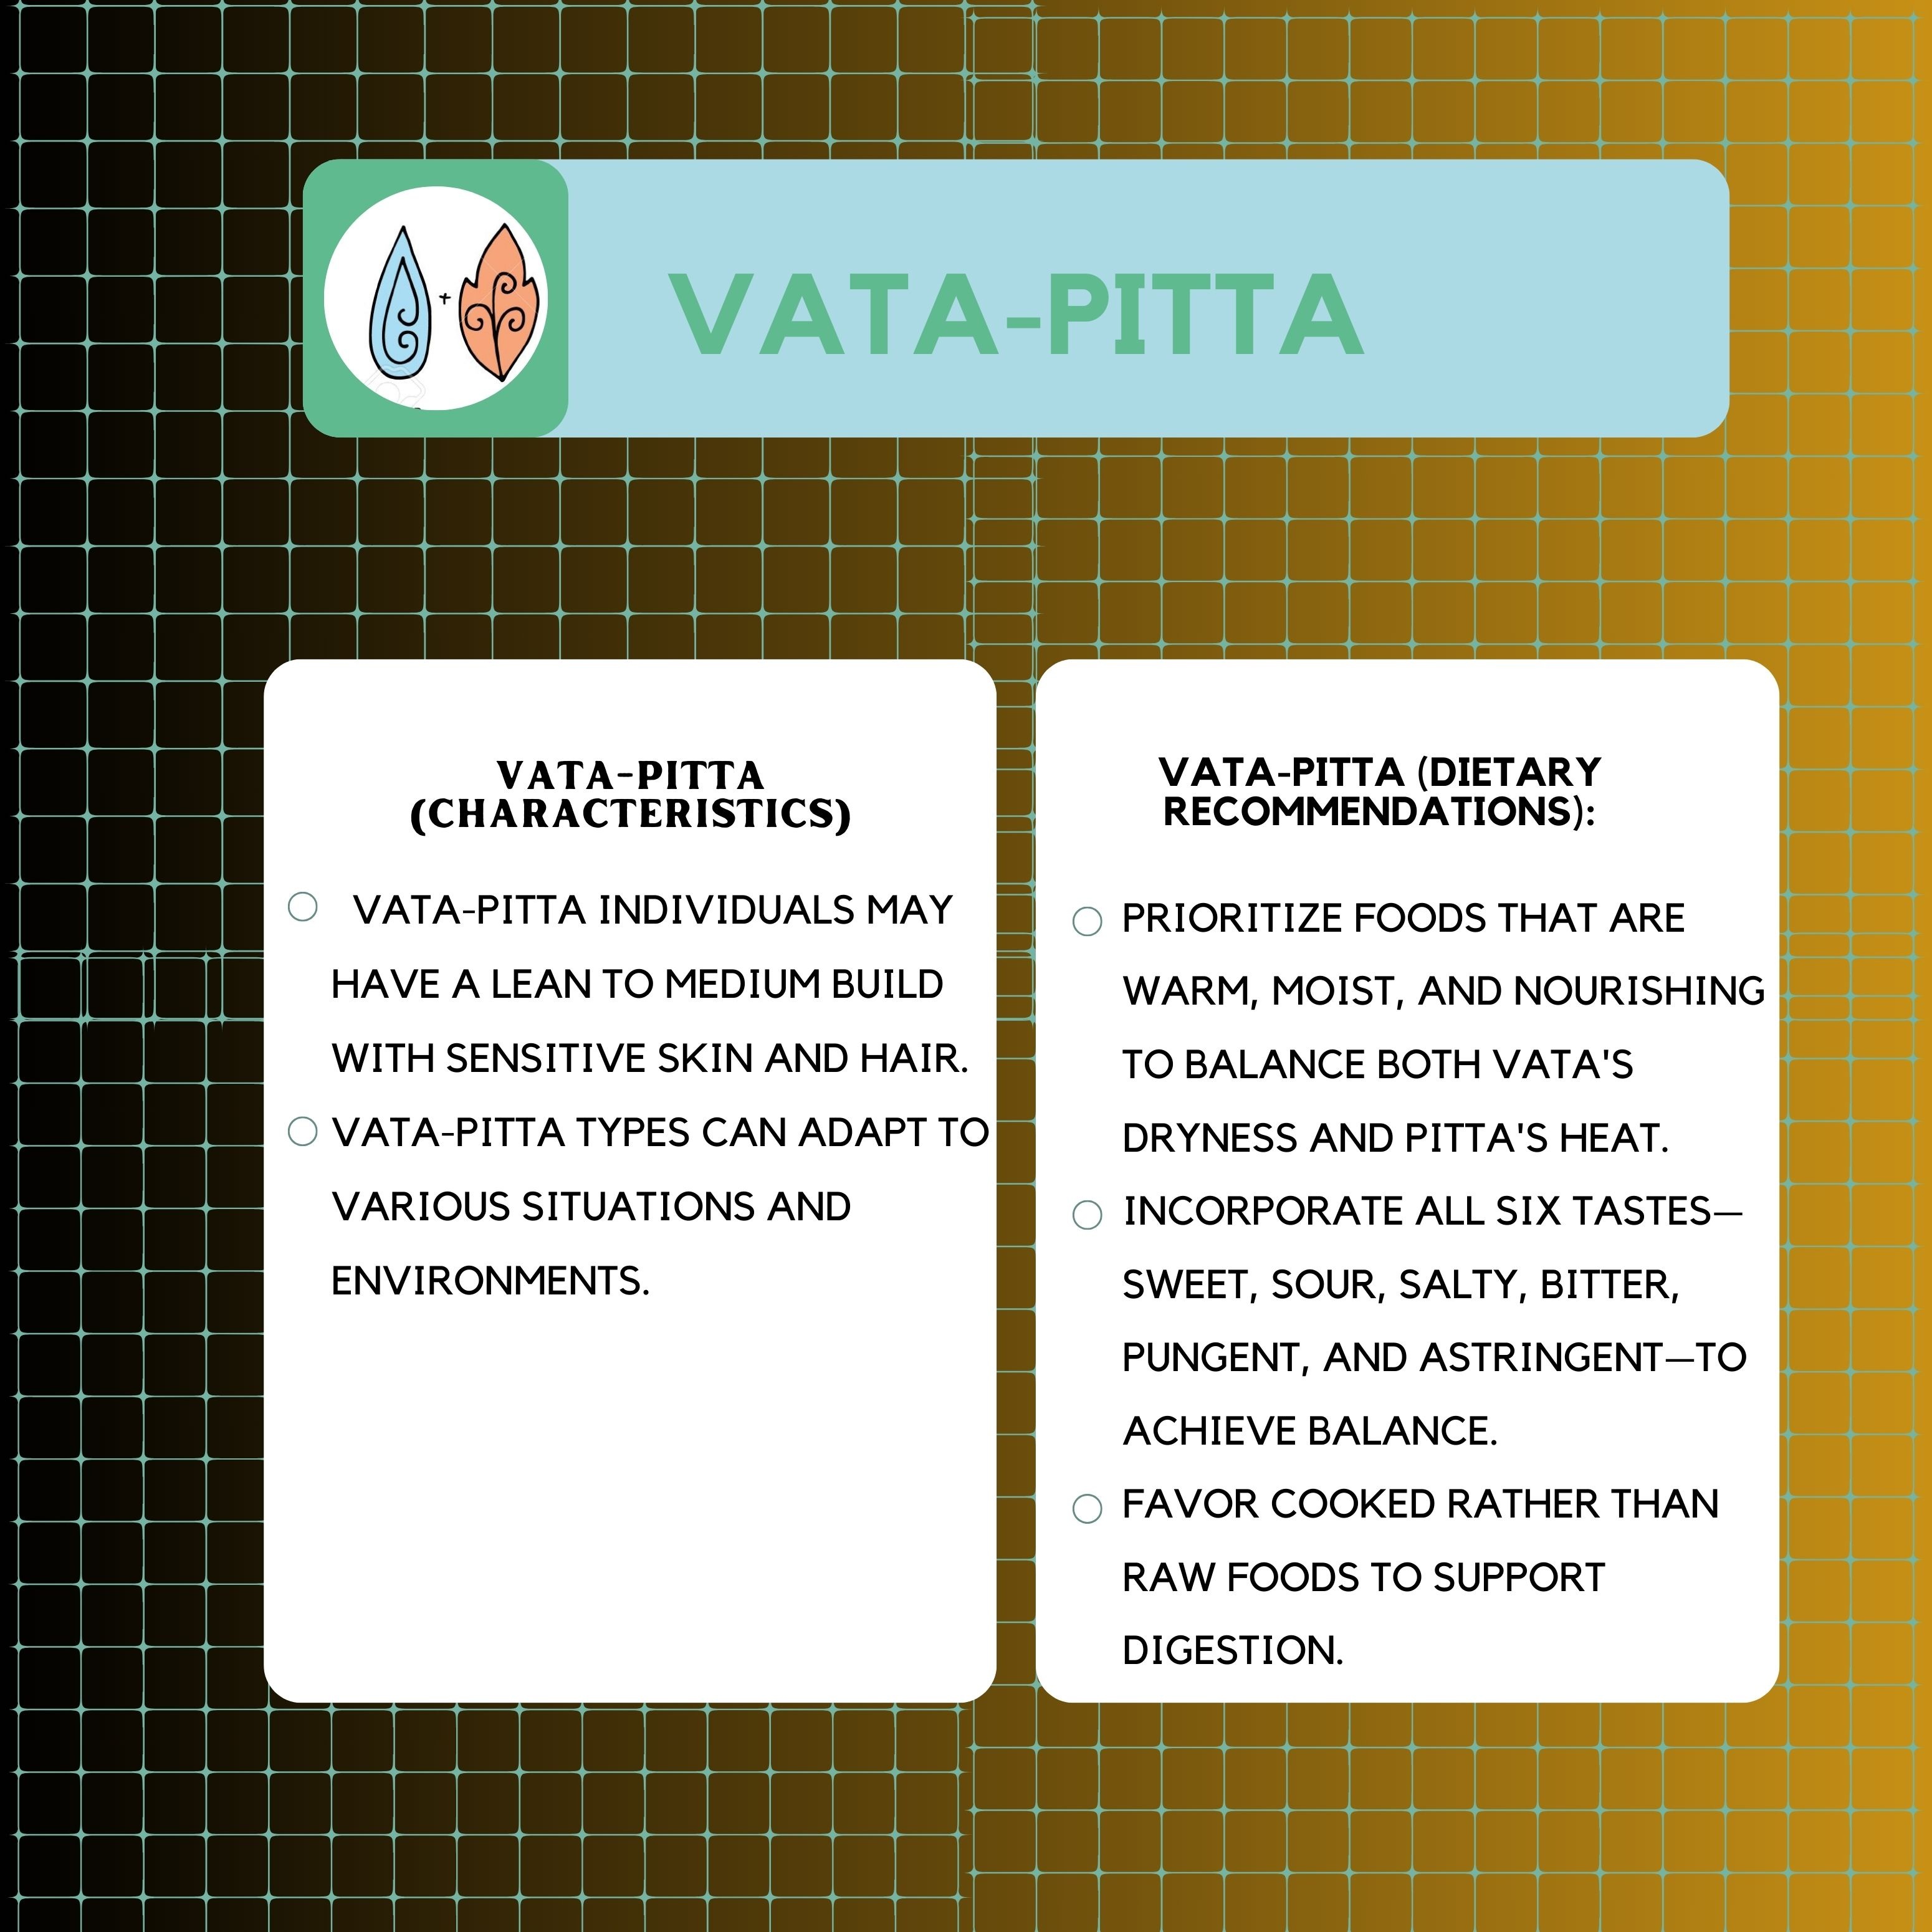 VATA-PITTA
VATA-PITTA
(CHARACTERISTICS)
VATA-PITTA INDIVIDUALS MAY
HAVE A LEAN TO MEDIUM BUILD
WITH SENSITIVE SKIN AND HAIR.
VATA-PITTA TYPES CAN ADAPT TO
VARIOUS SITUATIONS AND
ENVIRONMENTS.
VATA-PITTA (DIETARY
RECOMMENDATIONS):
PRIORITIZE FOODS THAT ARE
WARM, MOIST, AND NOURISHING
TO BALANCE BOTH VATA'S
DRYNESS AND PITTA'S HEAT.
INCORPORATE ALL SIX TASTES—
SWEET, SOUR, SALTY, BITTER,
PUNGENT, AND ASTRINGENT—TO
ACHIEVE BALANCE.
FAVOR COOKED RATHER THAN
RAW FOODS TO SUPPORT
DIGESTION.